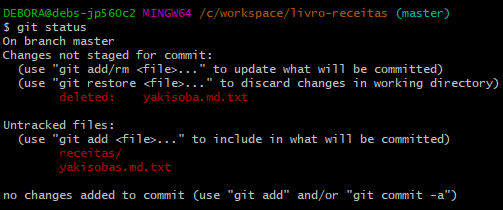 DEBORA@debs-jp560c2 MINGW64 /c/workspace/livro-receitas (master)
$ git status
On branch master
Changes not staged for commit:
  (use "git add/rm <file>..." to update what will be committed)
  (use "git restore <file>..." to discard changes in working directory)
        deleted:    yakisoba.md.txt

Untracked files:
  (use "git add <file>..." to include in what will be committed)
        receitas/
        yakisobas.md.txt

no changes added to commit (use "git add" and/or "git commit -a")